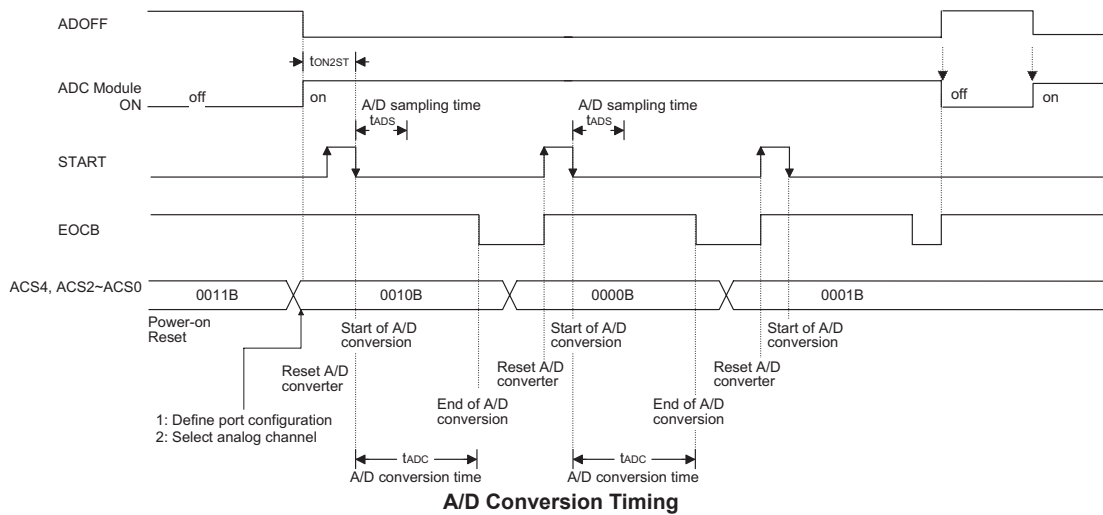 ADOFF
tON2ST
ADC Module
ON
off
on
off
on
A/D sampling time
tADS
A/D sampling time
tADS
START
EOCB
ACS4, ACS2~ACS0
0011B
0010B
0000B
0001B
Power-on
Reset
Start of A/D
conversion
Start of A/D
conversion
Start of A/D
conversion
Reset A/D
converter
Reset A/D
converter
Reset A/D
converter
1: Define port configuration
2: Select analog channel
End of A/D
conversion
End of A/D
conversion
tADC
A/D conversion time
tADC
A/D conversion time
A/D Conversion Timing